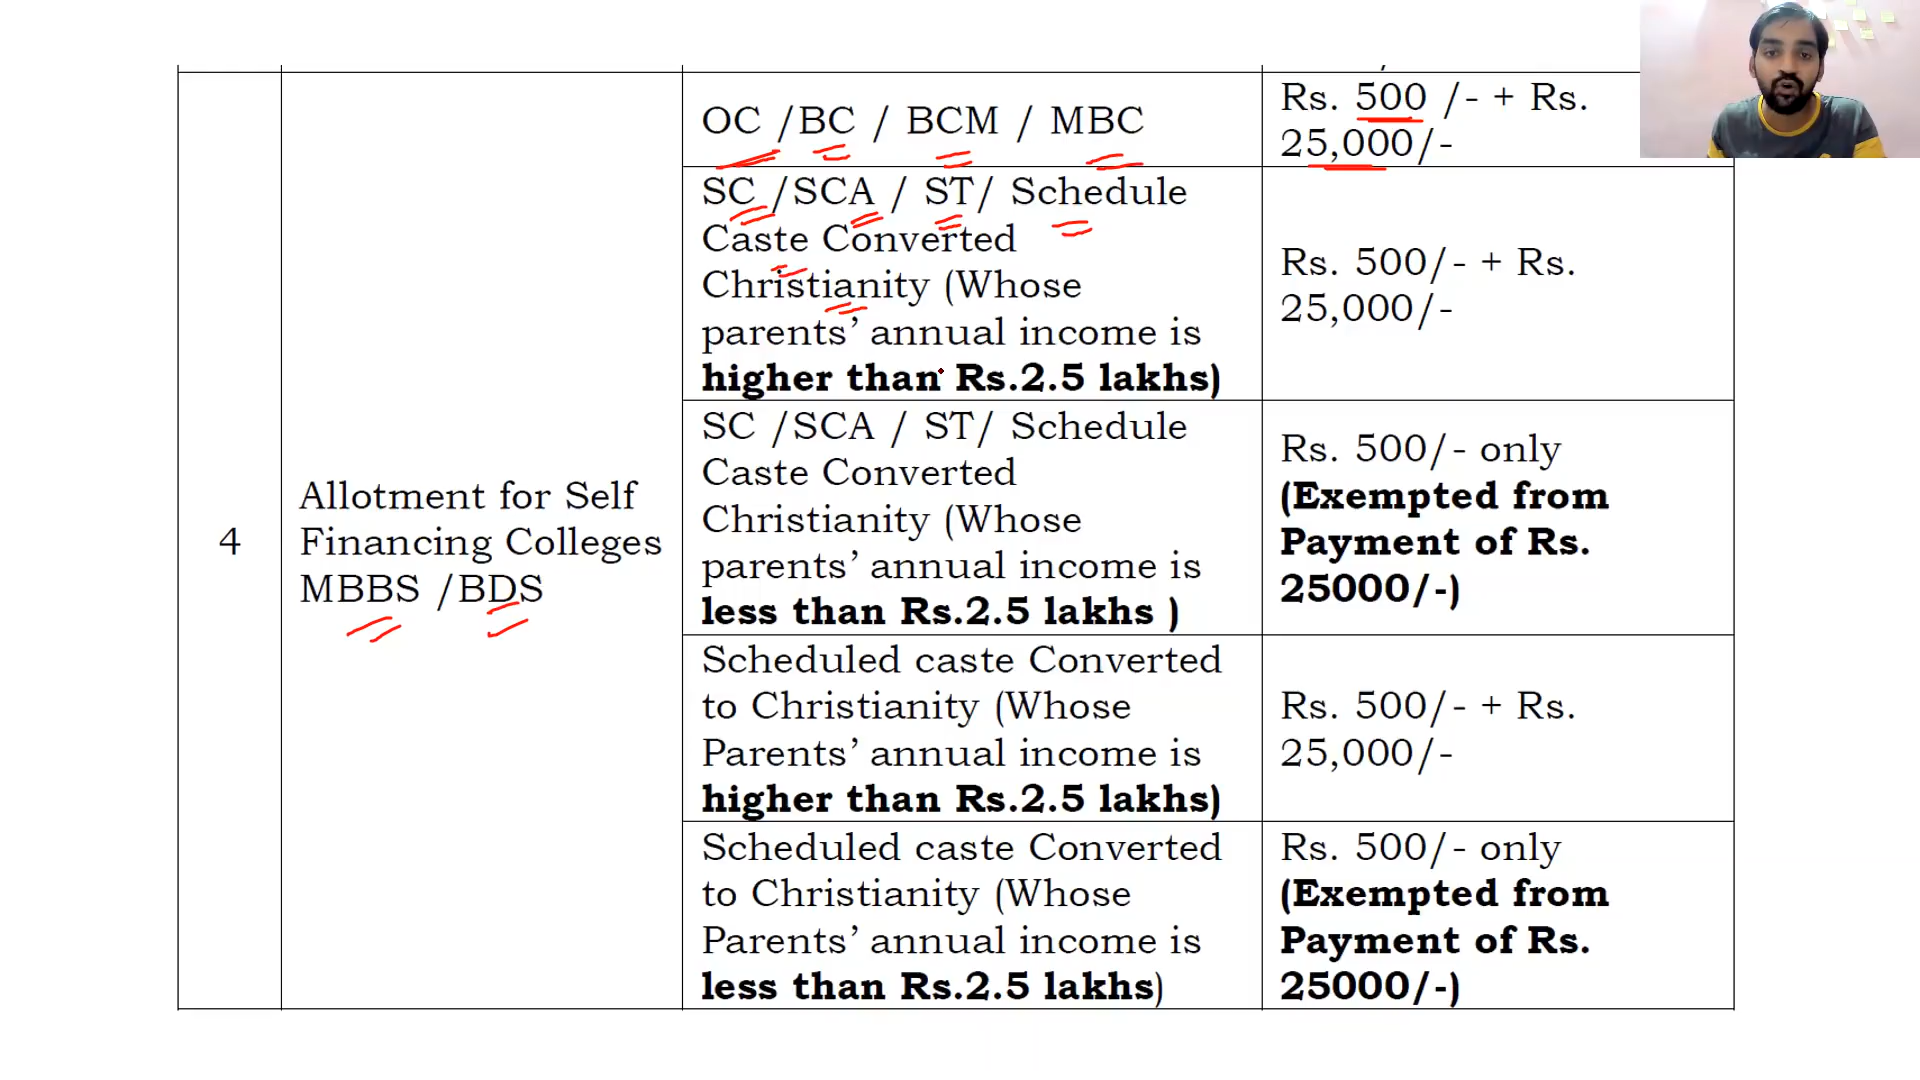 4
Allotment for Self
Financing Colleges
MBBS /BDS
OC /BC / BCM / MBC
Rs. 500 /- + Rs.
25,000/-
SC /SCA / ST/ Schedule
Caste Converted
Christianity (Whose
parents’ annual income is
higher than Rs.2.5 lakhs)
Rs. 500/- + Rs.
25,000/-
SC /SCA / ST/ Schedule
Caste Converted
Christianity (Whose
parents’ annual income is
less than Rs.2.5 lakhs )
Rs. 500/- only
(Exempted from
Payment of Rs.
25000/-)
Scheduled caste Converted
to Christianity (Whose
Parents’ annual income is
higher than Rs.2.5 lakhs)
Rs. 500/- + Rs.
25,000/-
Scheduled caste Converted
to Christianity (Whose
Parents’ annual income is
less than Rs.2.5 lakhs)
Rs. 500/- only
(Exempted from
Payment of Rs.
25000/-)